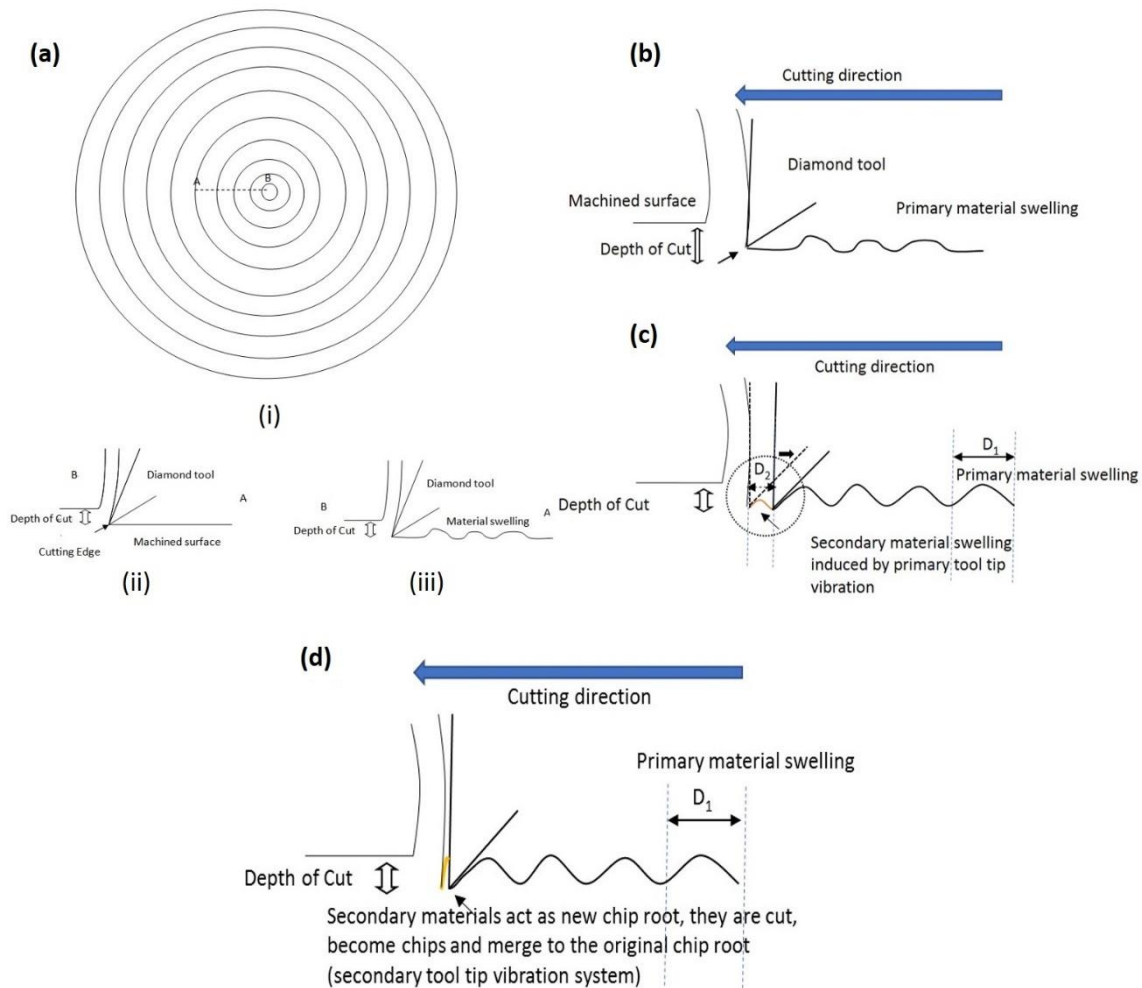 (a)
A
B
(i)
B
Diamond tool
A
Depth of Cut
Cutting Edge
Machined surface
(ii)
B
Diamond tool
Depth of Cut
Material swelling
A
(iii)
(b)
Cutting direction
Diamond tool
Machined surface
Primary material swelling
Depth of Cut
(c)
Cutting direction
D1
D2
Primary material swelling
Depth of Cut
Secondary material swelling
induced by primary tool tip
vibration
(d)
Cutting direction
Primary material swelling
D1
Depth of Cut
Secondary materials act as new chip root, they are cut,
become chips and merge to the original chip root
(secondary tool tip vibration system)